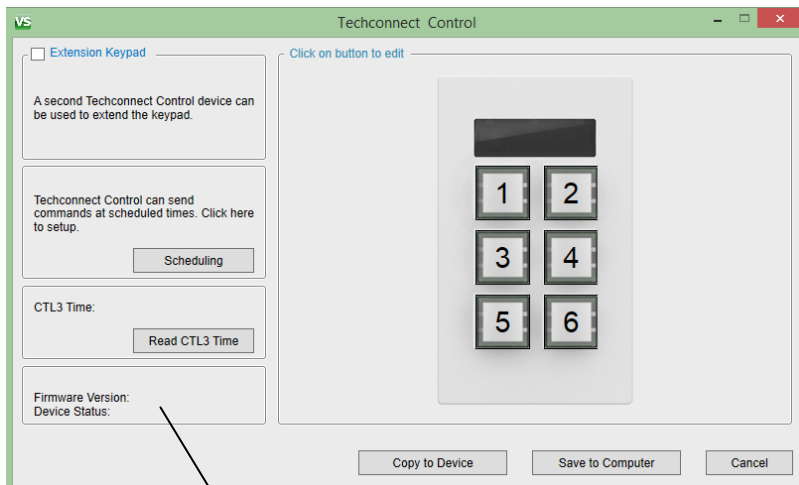 VS
Techconnect Control
Extension Keypad
A second Techconnect Control device can
be used to extend the keypad.
Techconnect Control can send
commands at scheduled times. Click here
to setup.
Scheduling
CTL3 Time:
Read CTL3 Time
Firmware Version:
Device Status:
Click on button to edit
1 2
3 4
5 6
Copy to Device Save to Computer Cancel